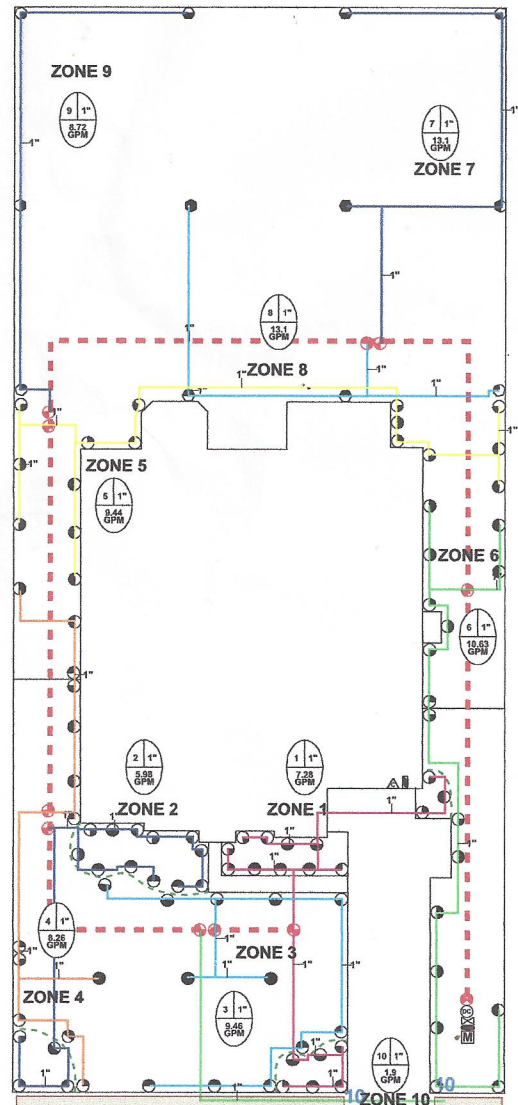 ZONE 9
9 1"
8.72
GPM
7 1"
13.1
GPM
ZONE 7
1"
1"
8 1"
13.1
GPM
1"
1"
ZONE 8
1"
1"
1"
1"
1"
1"
ZONE 5
5 1"
9.44
GPM
1"
ZONE 6
1"
6 1"
10.63
GPM
1"
2 1"
5.98
GPM
1 1"
7.28
GPM
A
ZONE 2
ZONE 1
1"
1"
1"
1"
4 1"
8.26
GPM
1"
ZONE 3
1"
1"
1"
1"
1"
ZONE 4
3 1"
9.46
GPM
DC
M
10 1"
1.9
GPM
1"
10
ZONE 10
10